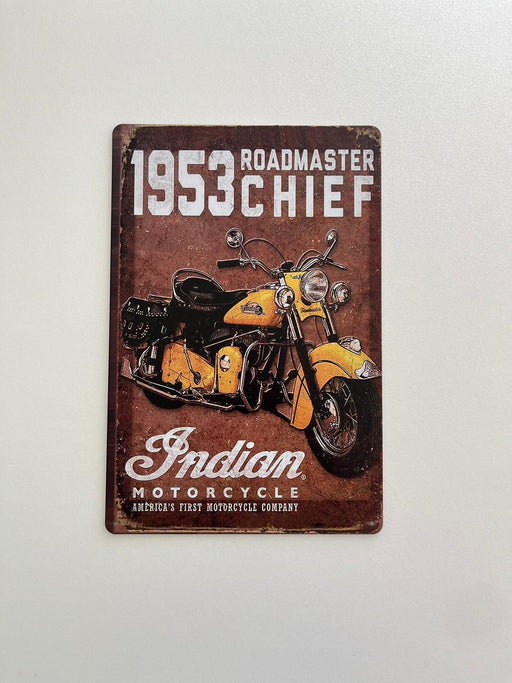 1953 ROADMASTER
CHIEF
Indian®
MOTORCYCLE
AMERICA'S FIRST MOTORCYCLE COMPANY